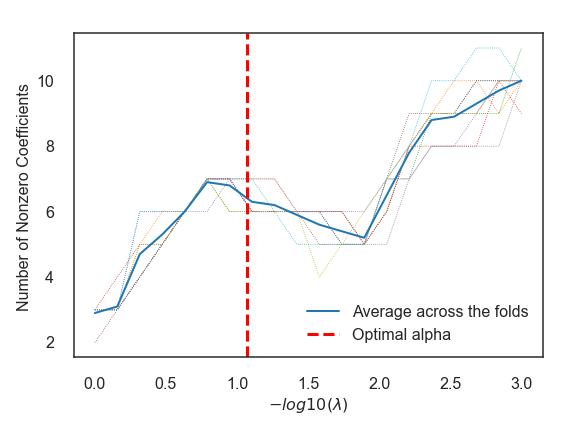 Number of Nonzero Coefficients
10
8
6
4
2
Average across the folds
Optimal alpha
0.0 0.5 1.0 1.5 2.0 2.5 3.0
−log10(λ)